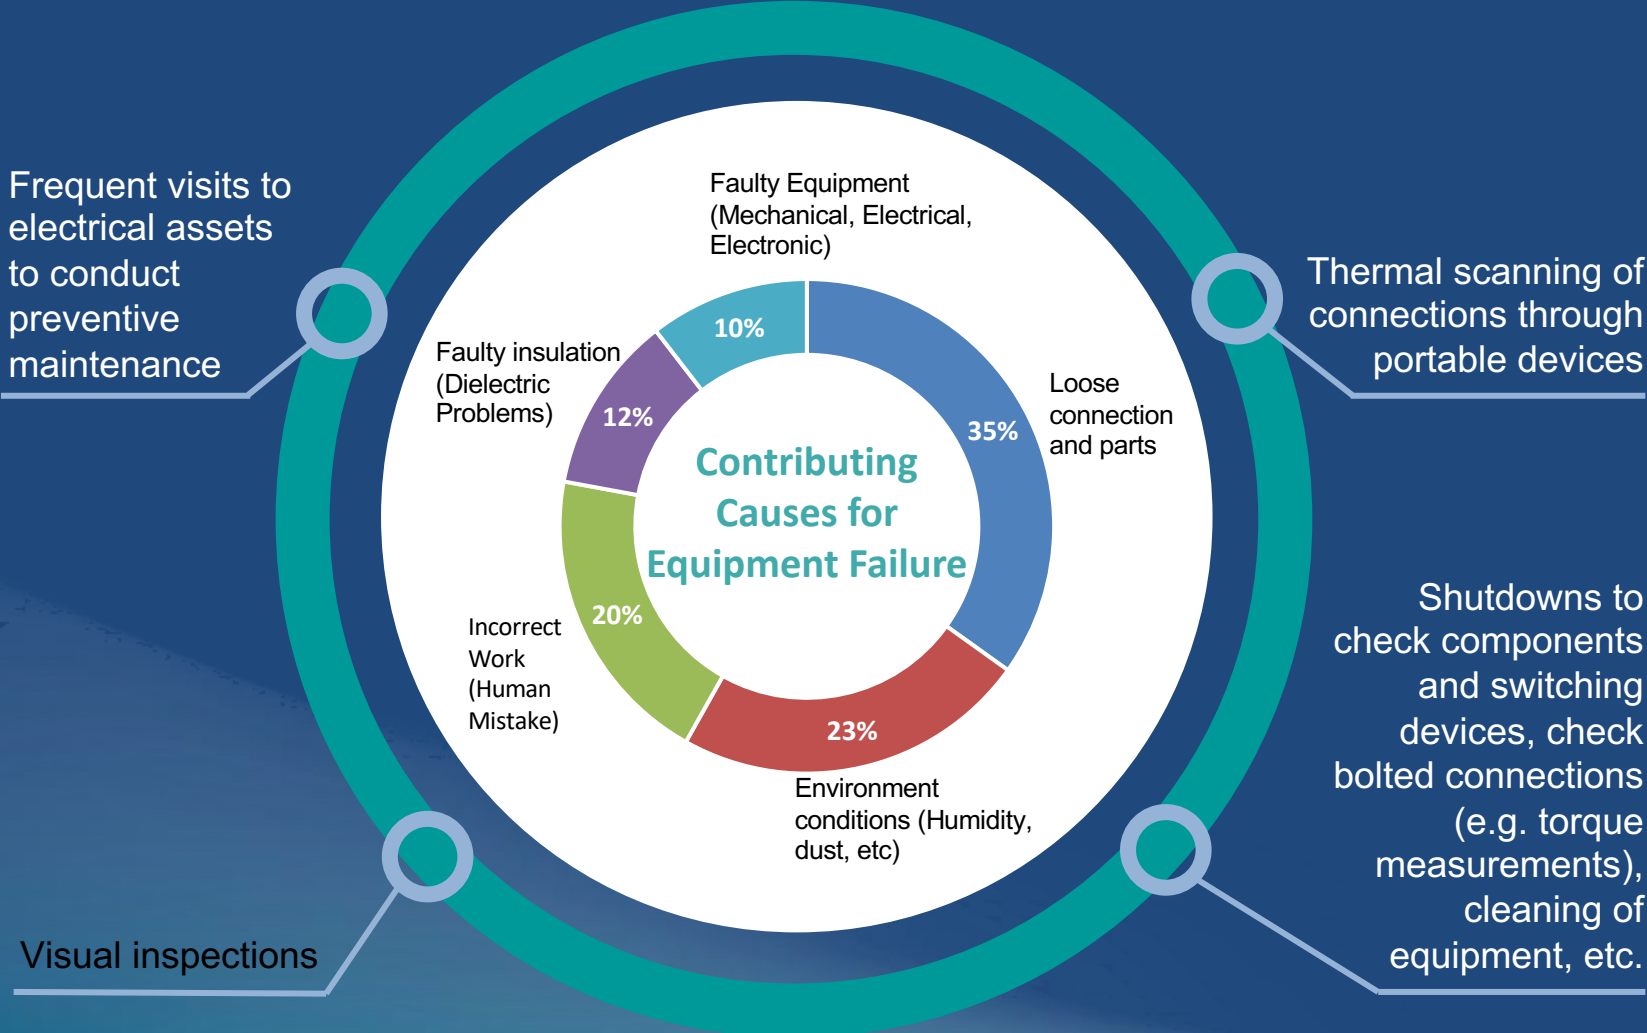 Frequent visits to
electrical assets
to conduct
preventive
maintenance
Faulty Equipment
(Mechanical, Electrical,
Electronic)
Thermal scanning of
connections through
portable devices
10%
Faulty insulation
(Dielectric
Problems)
12%
35%
Loose
connection
and parts
Contributing
Causes for
Equipment Failure
20%
Incorrect
Work
(Human
Mistake)
23%
Environment
conditions (Humidity,
dust, etc)
Shutdowns to
check components
and switching
devices, check
bolted connections
(e.g. torque
measurements),
cleaning of
equipment, etc.
Visual inspections